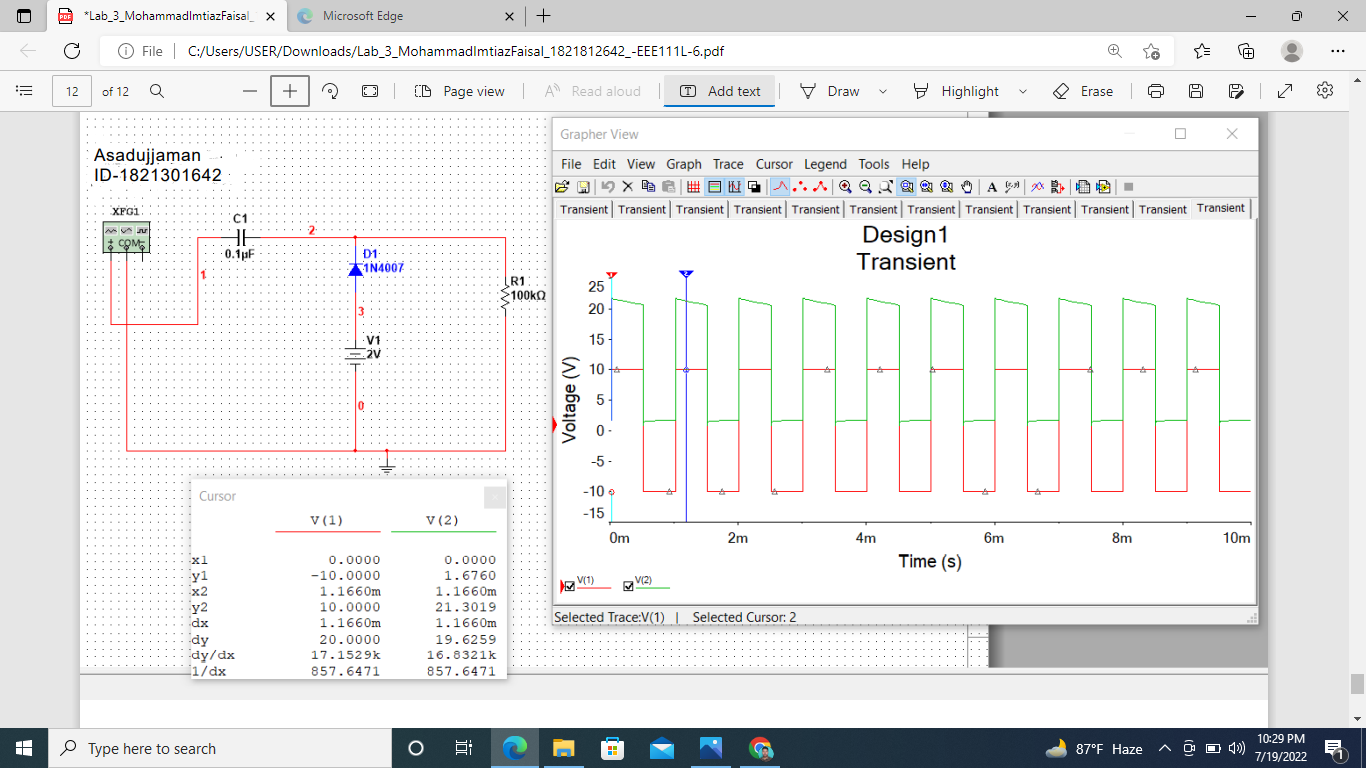 *Lab_3_MohammadImtiazFaisal_
Microsoft Edge
File
C:/Users/USER/Downloads/Lab_3_MohammadImtiazFaisal_1821812642_-EEE111L-6.pdf
12 of 12
Page view
Read aloud
Add text
Draw
Highlight
Erase
Asadujjaman
ID-1821301642
XFG1
COM
C1
0.1µF
1
2
D1
1N4007
3
V1
2V
0
R1
100kΩ
Grapher View
File Edit View Graph Trace Cursor Legend Tools Help
Transient Transient Transient Transient Transient Transient Transient Transient Transient Transient Transient Transient
Design1
Transient
Voltage (V)
25
20
15
10
5
0
-5
-10
-15
0m 2m 4m 6m 8m 10m
Time (s)
V(1) V(2)
Selected Trace:V(1) | Selected Cursor: 2
Cursor
V(1) V(2)
x1 0.0000 0.0000
y1 -10.0000 1.6760
x2 1.1660m 1.1660m
y2 10.0000 21.3019
dx 1.1660m 1.1660m
dy 20.0000 19.6259
dy/dx 17.1529k 16.8321k
1/dx 857.6471 857.6471
Type here to search
87°F Haze
10:29 PM
7/19/2022
1